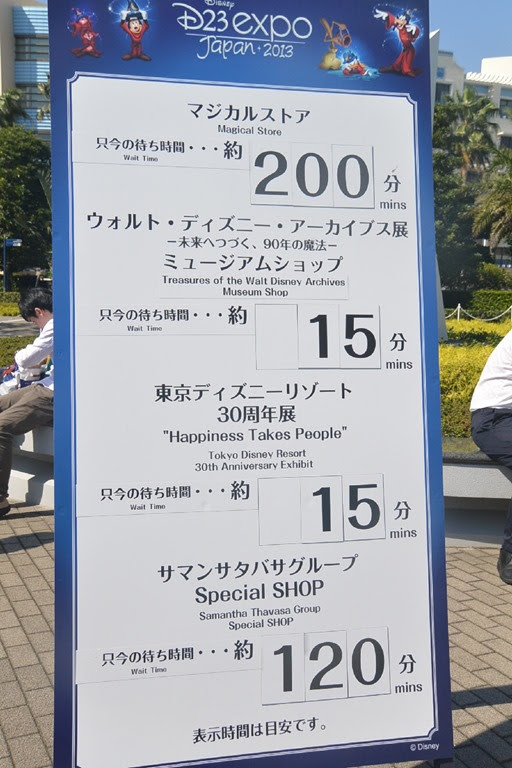 Disney
D23 expo
Japan・2013
マジカルストア
Magical Store
只今の待ち時間・・・約
Wait Time
200 分
mins
ウォルト・ディズニー・アーカイブス展
－未来へつづく、90年の魔法－
ミュージアムショップ
Treasures of the Walt Disney Archives
Museum Shop
只今の待ち時間・・・約
Wait Time
15 分
mins
東京ディズニーリゾート
30周年展
"Happiness Takes People"
Tokyo Disney Resort
30th Anniversary Exhibit
只今の待ち時間・・・約
Wait Time
15 分
mins
サマンサタバサグループ
Special SHOP
Samantha Thavasa Group
Special SHOP
只今の待ち時間・・・約
Wait Time
120 分
mins
表示時間は目安です。
© Disney